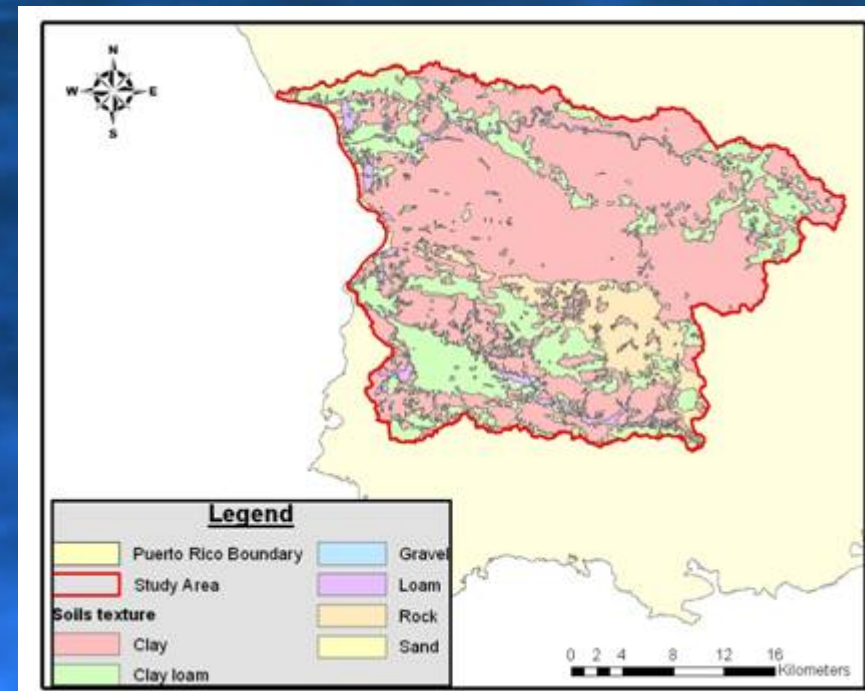 N
W E
S
Legend
Puerto Rico Boundary
Study Area
Soils texture
Clay
Clay loam
Gravel
Loam
Rock
Sand
0 2 4 8 12 16
Kilometers